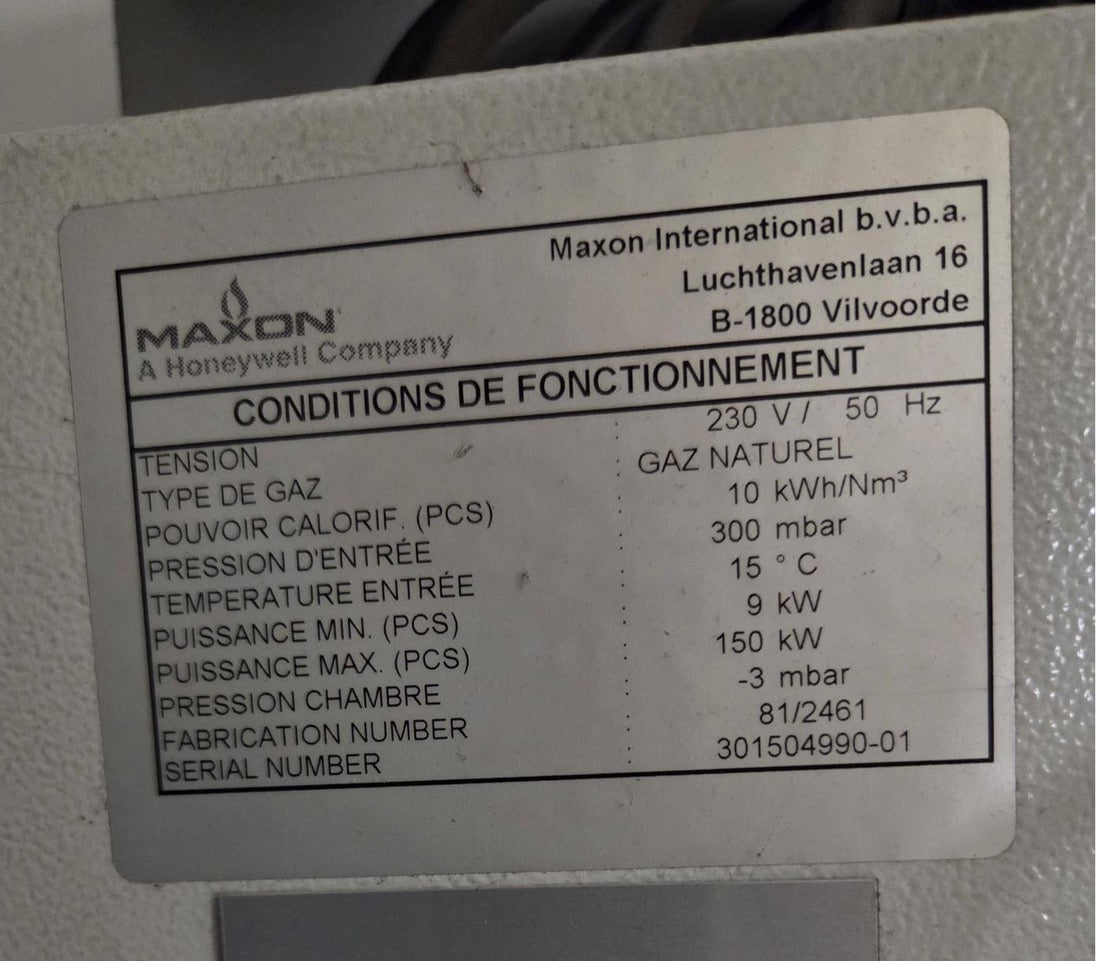 Maxon International b.v.b.a.
Luchthavenlaan 16
B-1800 Vilvoorde
MAXON
A Honeywell Company
CONDITIONS DE FONCTIONNEMENT
TENSION : 230 V / 50 Hz
TYPE DE GAZ : GAZ NATUREL
POUVOIR CALORIF. (PCS) : 10 kWh/Nm³
PRESSION D'ENTRÉE : 300 mbar
TEMPERATURE ENTRÉE : 15 ° C
PUISSANCE MIN. (PCS) : 9 kW
PUISSANCE MAX. (PCS) : 150 kW
PRESSION CHAMBRE : -3 mbar
FABRICATION NUMBER : 81/2461
SERIAL NUMBER : 301504990-01